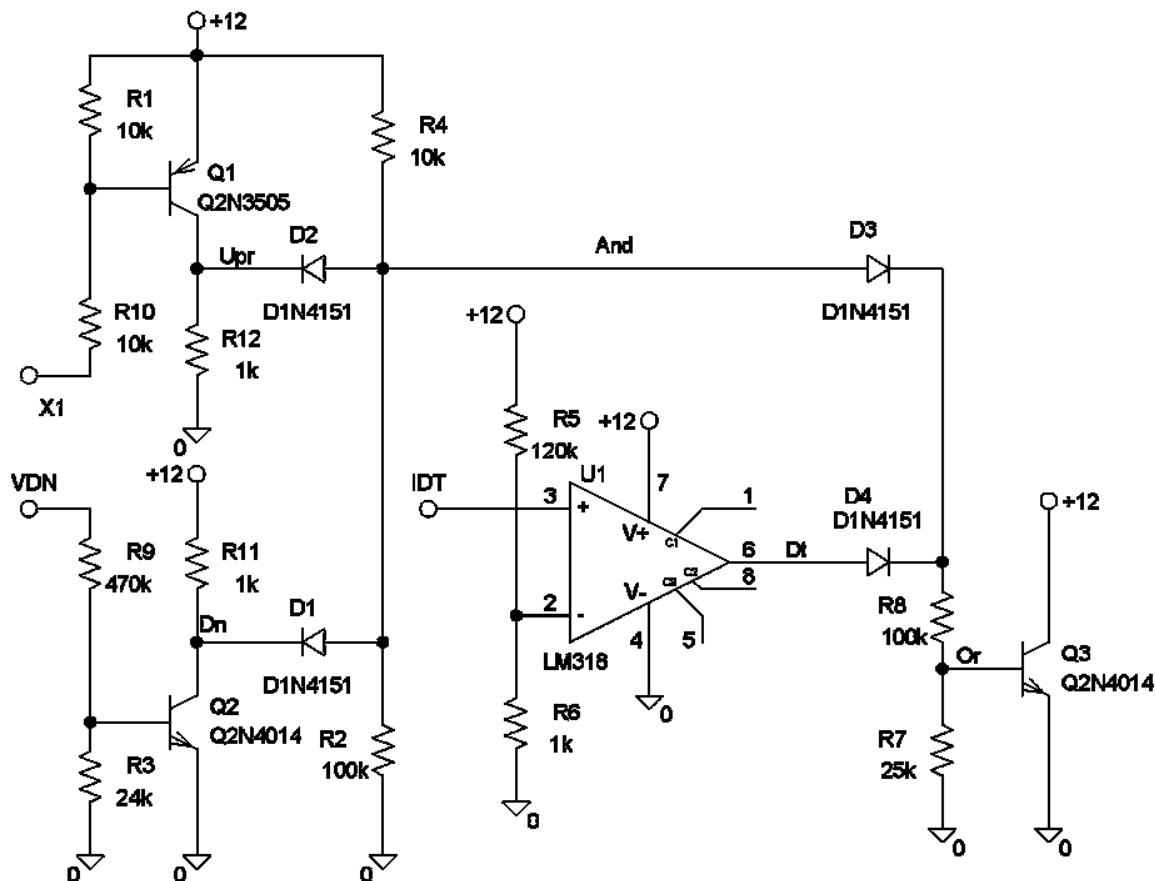 +12
R1
10k
R4
10k
Q1
Q2N3505
Upr
D2
D1N4151
And
D3
D1N4151
R10
10k
R12
1k
X1
0
+12
R5
120k
+12
U1
7
1
VDN
+12
IDT
3
+
V+
C1
6
Dt
D4
D1N4151
+12
R9
470k
R11
1k
8
V-
2
-
4
5
LM318
R8
100k
Dn
D1
D1N4151
Or
Q3
Q2N4014
Q2
Q2N4014
R2
100k
R6
1k
0
R7
25k
R3
24k
0
0
0
0
0
0